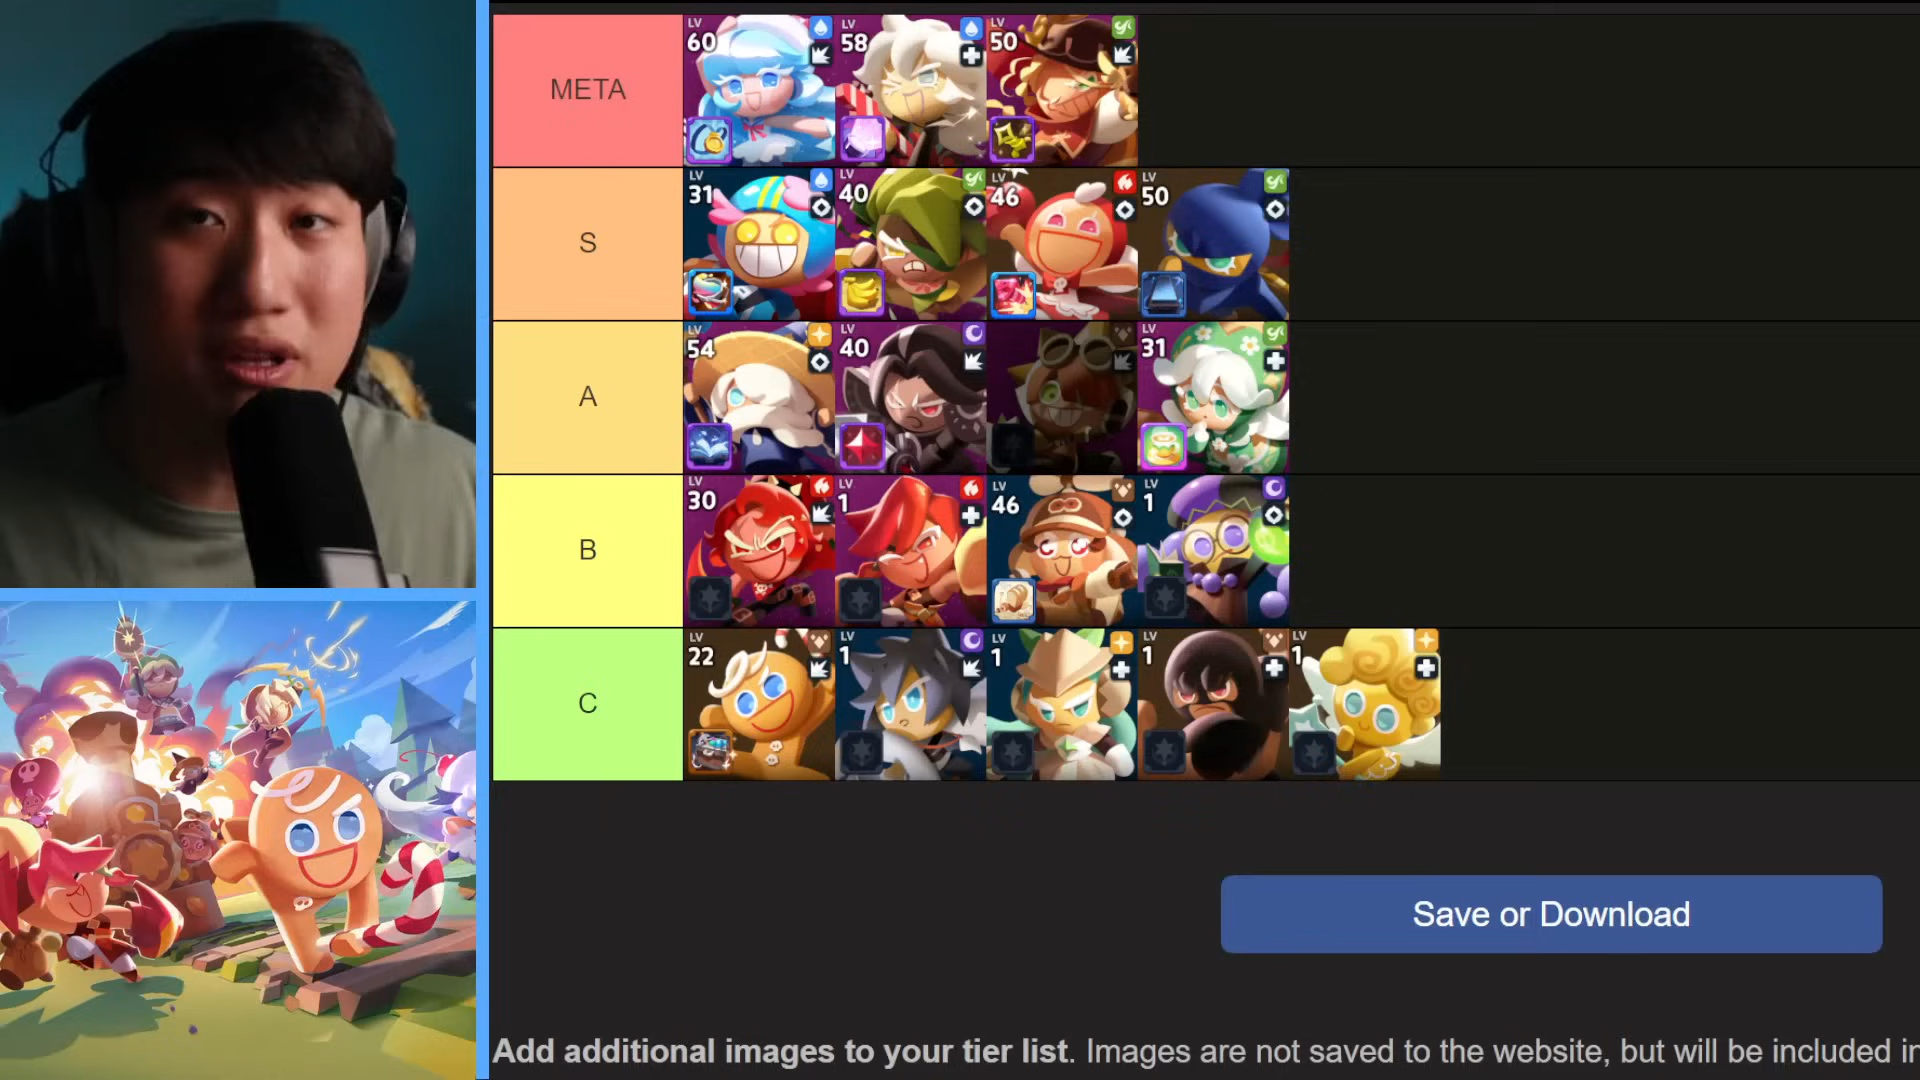 META
LV 60
LV 58
LV 50
S
LV 31
LV 40
LV 46
LV 50
A
LV 54
LV 40
LV 31
B
LV 30
LV 1
LV 46
LV 1
C
LV 22
LV 1
LV 1
LV 1
LV 1
Save or Download
Add additional images to your tier list. Images are not saved to the website, but will be included in